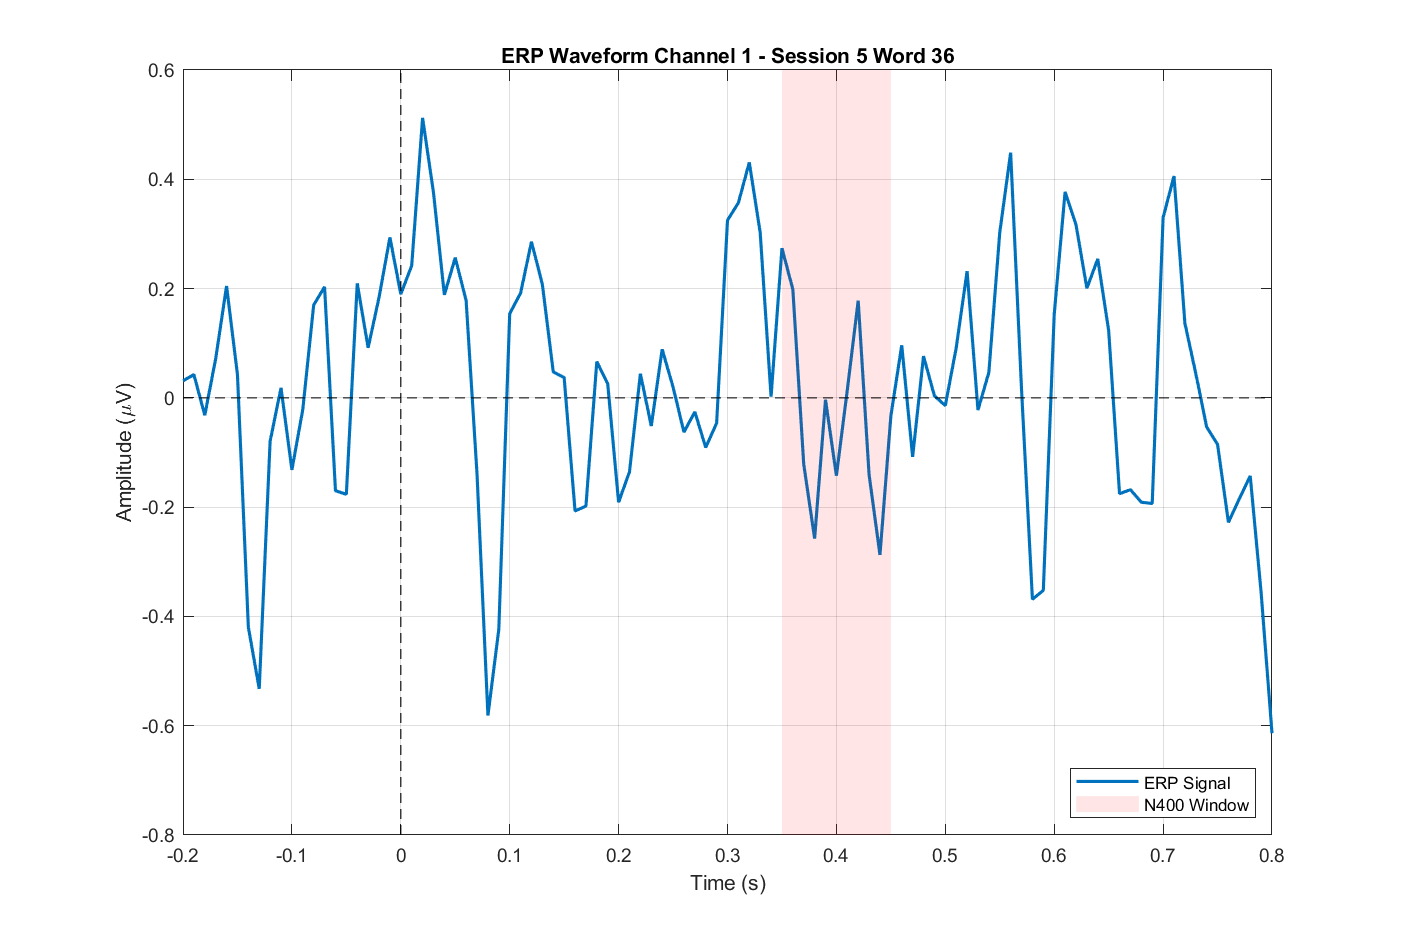 ERP Waveform Channel 1 - Session 5 Word 36
0.6
0.4
0.2
0
-0.2
-0.4
-0.6
-0.8
Amplitude (μV)
ERP Signal
N400 Window
-0.2 -0.1 0 0.1 0.2 0.3 0.4 0.5 0.6 0.7 0.8
Time (s)